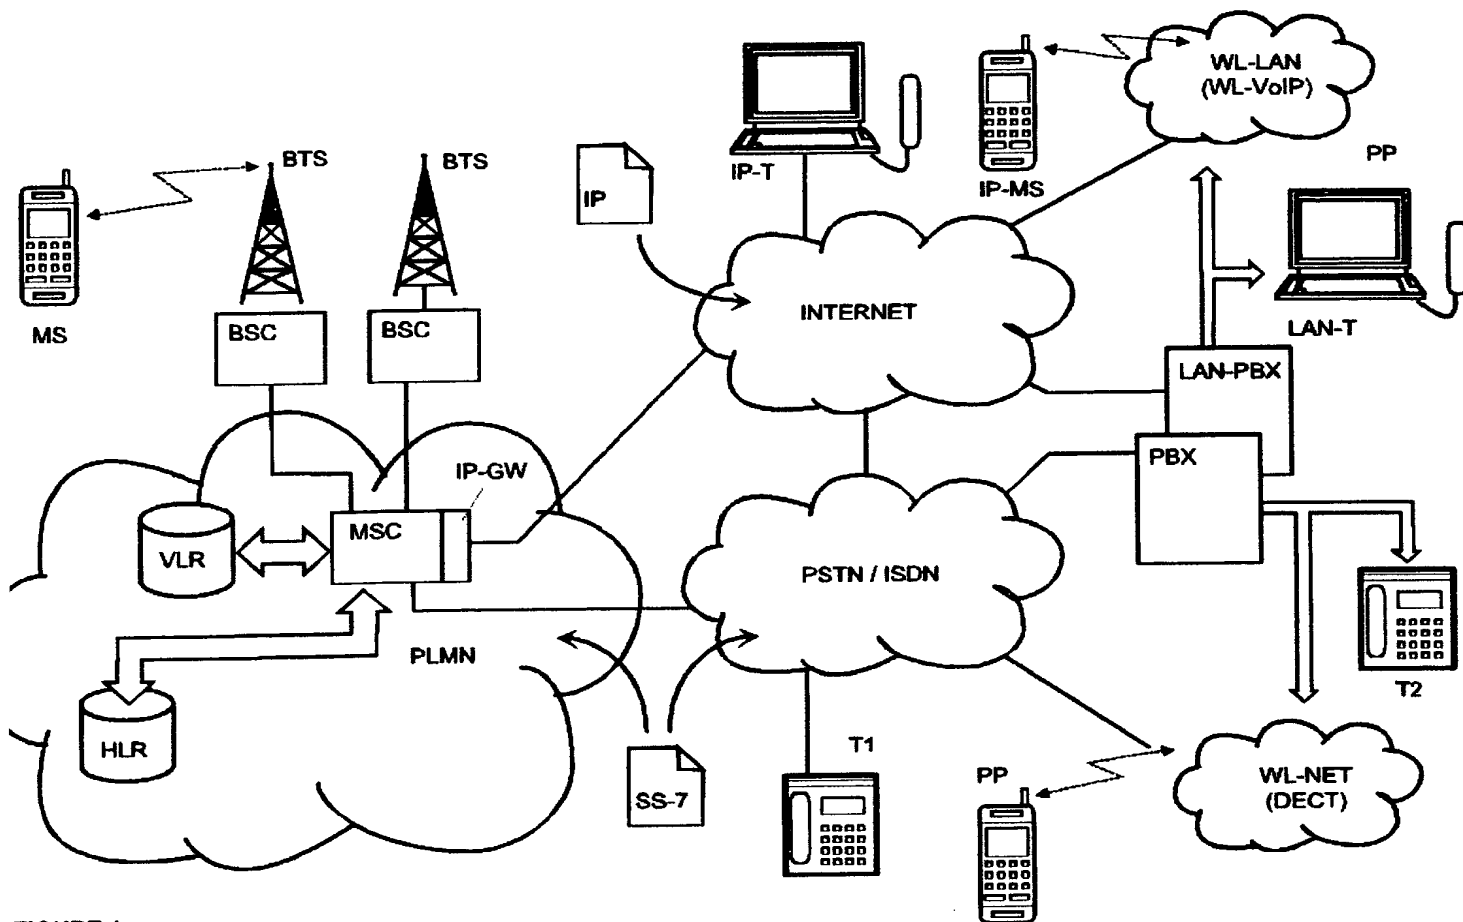 WL-LAN
(WL-VoIP)
BTS
BTS
IP-T
IP-MS
PP
IP
MS
BSC
BSC
INTERNET
LAN-T
LAN-PBX
IP-GW
PBX
MSC
VLR
PSTN / ISDN
PLMN
T2
HLR
T1
SS-7
PP
WL-NET
(DECT)